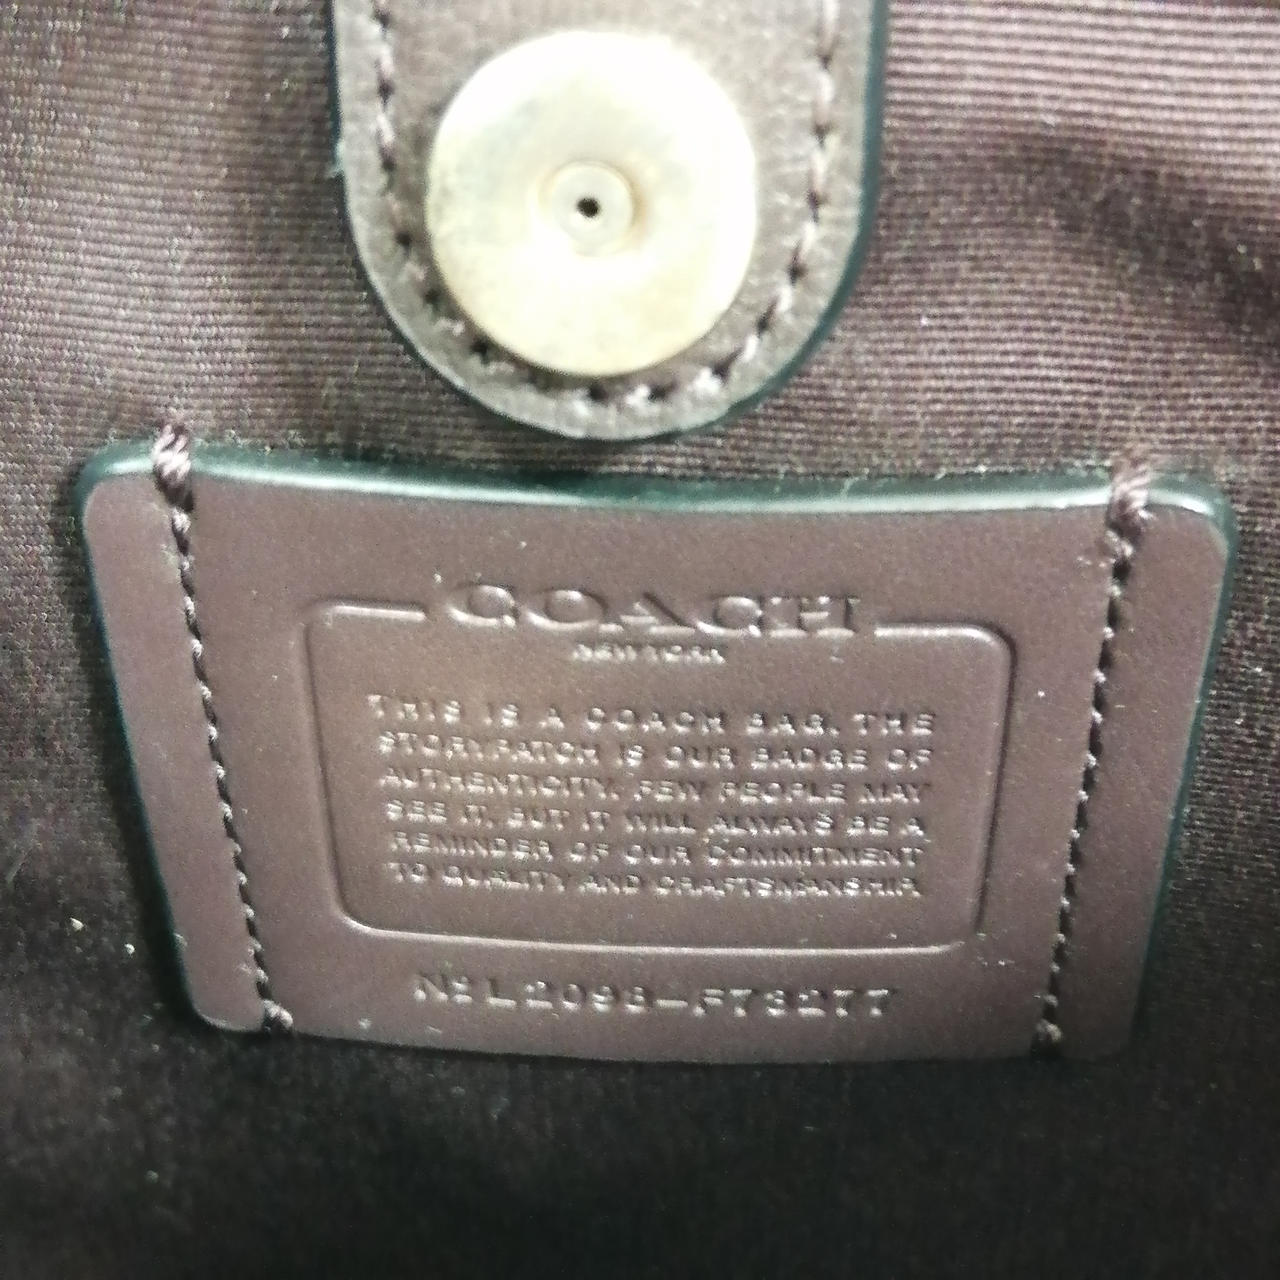 COACH
NEW YORK
THIS IS A COACH BAG. THE
STORYPATCH IS OUR BADGE OF
AUTHENTICITY. FEW PEOPLE MAY
SEE IT, BUT IT WILL ALWAYS BE A
REMINDER OF OUR COMMITMENT
TO QUALITY AND CRAFTSMANSHIP.
Nº L2093-F73277